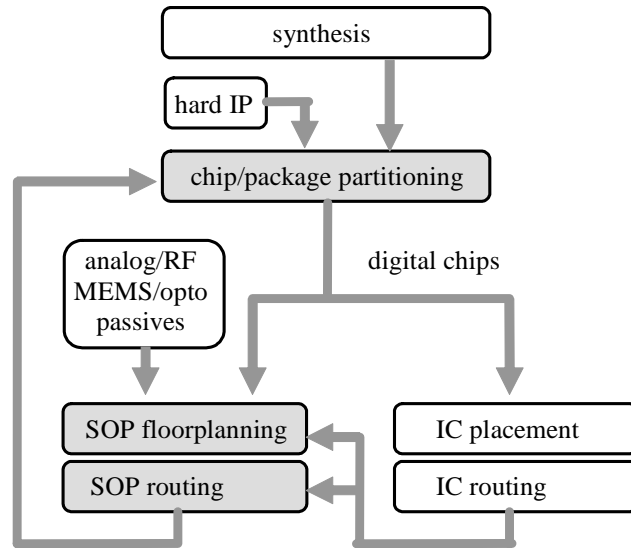 synthesis
hard IP
chip/package partitioning
analog/RF
MEMS/opto
passives
digital chips
SOP floorplanning
IC placement
SOP routing
IC routing